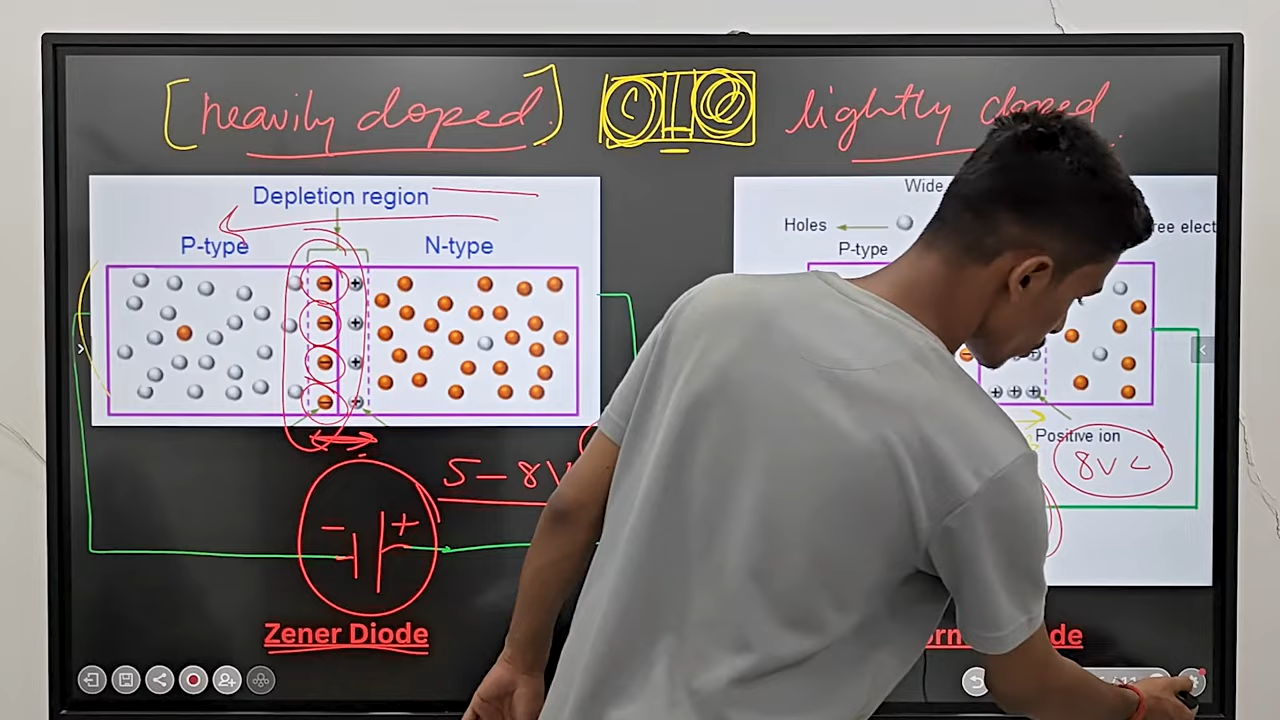 [heavily doped]
lightly doped
Depletion region
P-type
N-type
Wide
Holes
P-type
Positive ion
5 - 8V
8V <
- +
Zener Diode